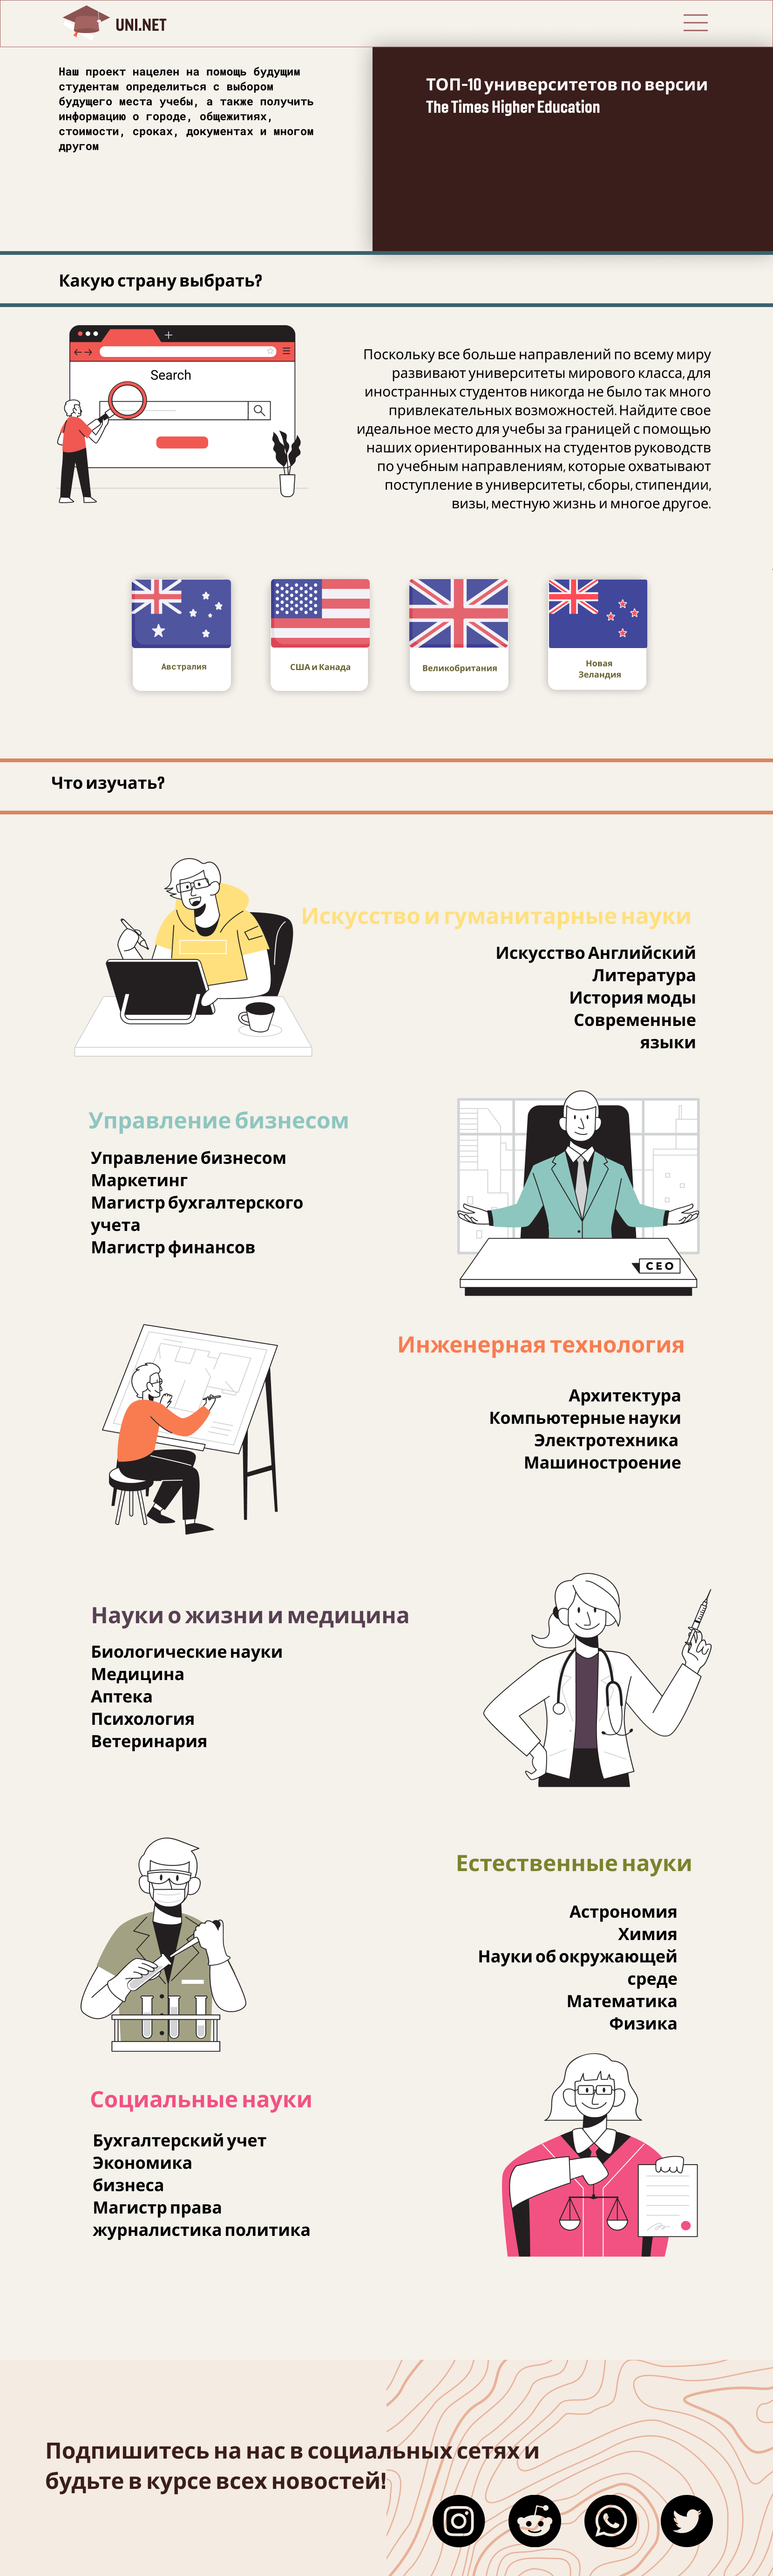 UNI.NET
Наш проект нацелен на помощь будущим
студентам определиться с выбором
будущего места учебы, а также получить
информацию о городе, общежитиях,
стоимости, сроках, документах и многом
другом
ТОП-10 университетов по версии
The Times Higher Education
Какую страну выбрать?
Search
Поскольку все больше направлений по всему миру
развивают университеты мирового класса, для
иностранных студентов никогда не было так много
привлекательных возможностей. Найдите свое
идеальное место для учебы за границей с помощью
наших ориентированных на студентов руководств
по учебным направлениям, которые охватывают
поступление в университеты, сборы, стипендии,
визы, местную жизнь и многое другое.
Австралия
США и Канада
Великобритания
Новая
Зеландия
Что изучать?
Искусство и гуманитарные науки
Искусство Английский
Литература
История моды
Современные
языки
Управление бизнесом
Управление бизнесом
Маркетинг
Магистр бухгалтерского
учета
Магистр финансов
CEO
Инженерная технология
Архитектура
Компьютерные науки
Электротехника
Машиностроение
Науки о жизни и медицина
Биологические науки
Медицина
Аптека
Психология
Ветеринария
Естественные науки
Астрономия
Химия
Науки об окружающей
среде
Математика
Физика
Социальные науки
Бухгалтерский учет
Экономика
бизнеса
Магистр права
журналистика политика
Подпишитесь на нас в социальных сетях и
будьте в курсе всех новостей!